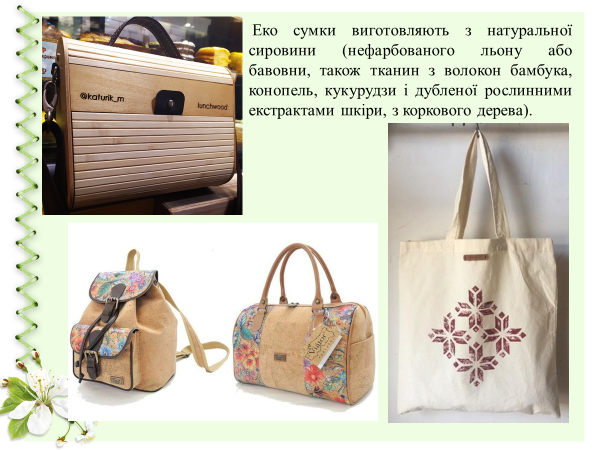 Еко сумки виготовляють з натуральної
сировини (нефарбованого льону або
бавовни, також тканин з волокон бамбука,
конопель, кукурудзи і дубленої рослинними
екстрактами шкіри, з коркового дерева).
@katurik_m
lunchwood